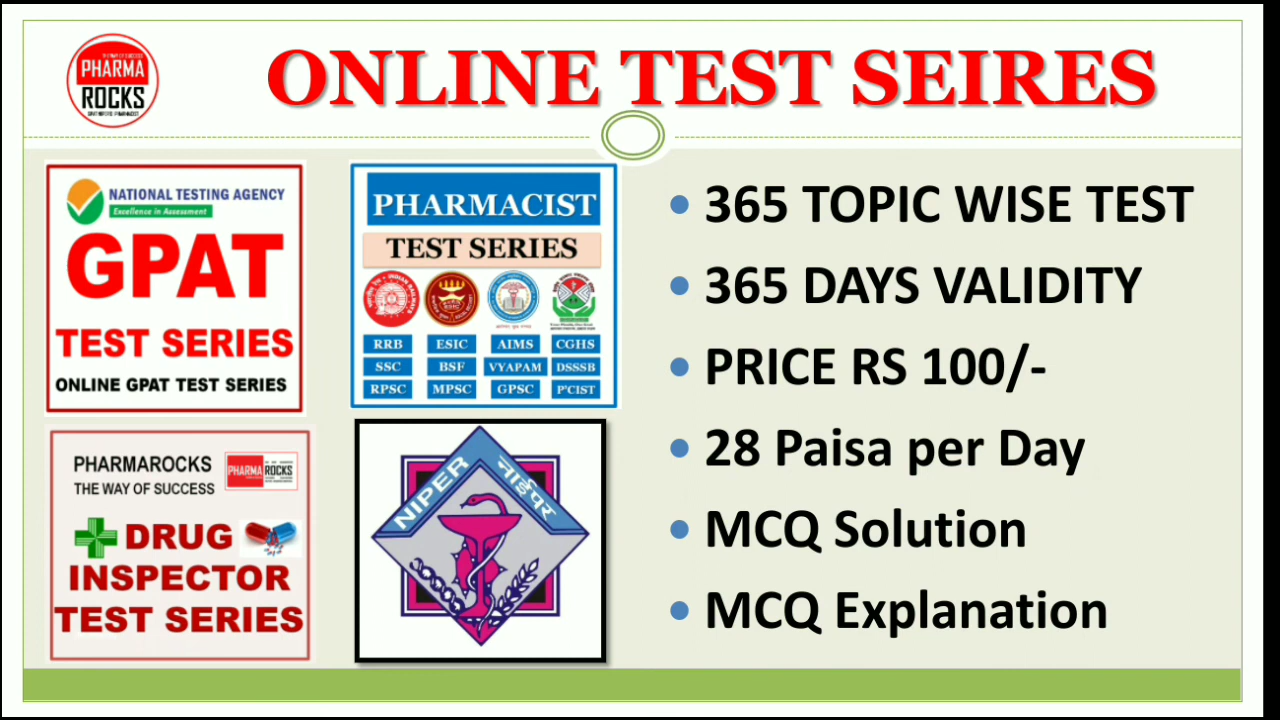 PHARMA
ROCKS
ONLINE TEST SEIRES
NATIONAL TESTING AGENCY
Excellence in Assessment
GPAT
TEST SERIES
ONLINE GPAT TEST SERIES
PHARMACIST
TEST SERIES
RRB ESIC AIMS CGHS
SSC BSF VYAPAM DSSSB
RPSC MPSC GPSC P'CIST
PHARMAROCKS
THE WAY OF SUCCESS
PHARMA ROCKS
DRUG
INSPECTOR
TEST SERIES
NIPER नाईपर
• 365 TOPIC WISE TEST
• 365 DAYS VALIDITY
• PRICE RS 100/-
• 28 Paisa per Day
• MCQ Solution
• MCQ Explanation